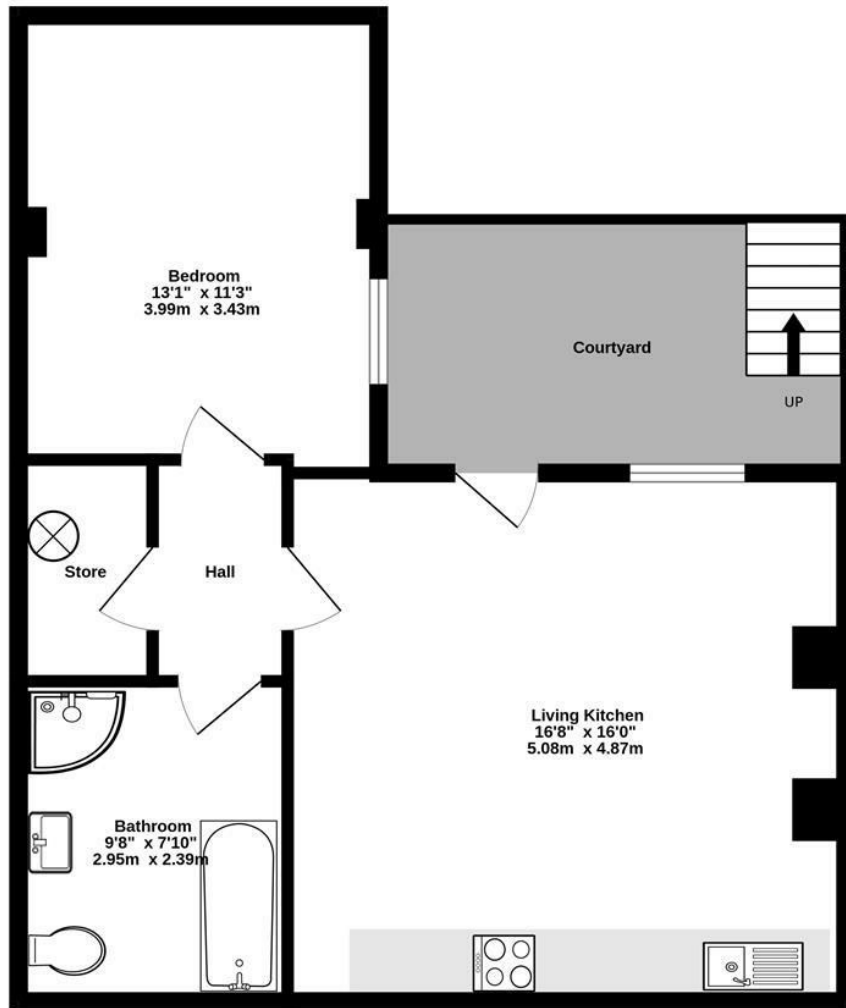 Bedroom
13'1" x 11'3"
3.99m x 3.43m
Courtyard
UP
Store
Hall
Living Kitchen
16'8" x 16'0"
5.08m x 4.87m
Bathroom
9'8" x 7'10"
2.95m x 2.39m